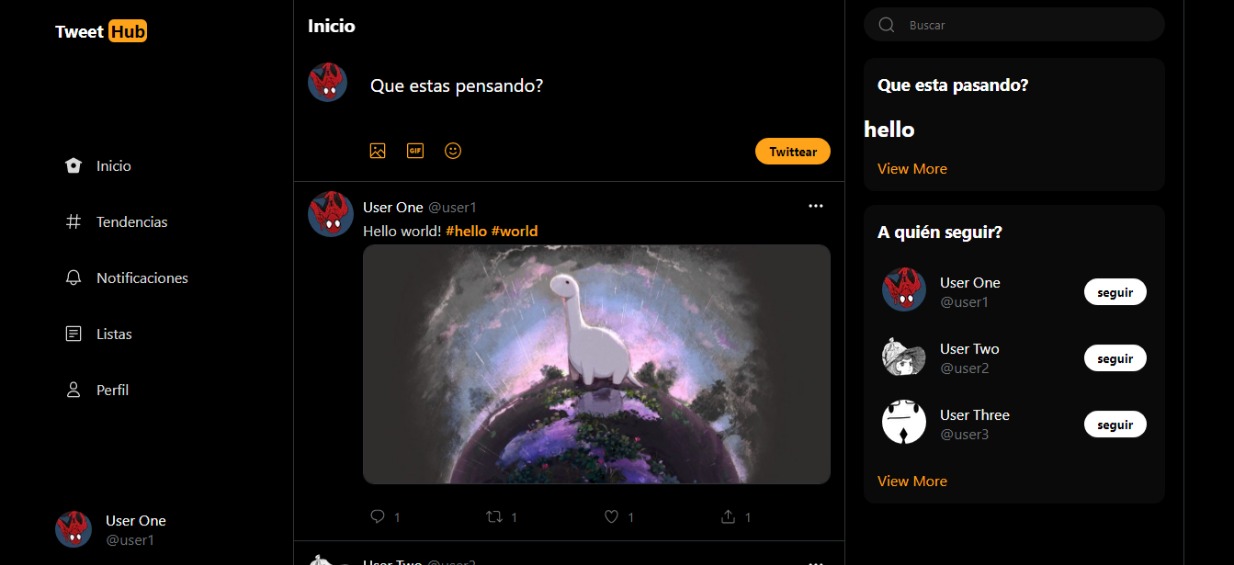 Tweet Hub
Inicio
Tendencias
Notificaciones
Listas
Perfil
User One
@user1
Inicio
Que estas pensando?
GIF
Twittear
User One @user1
Hello world! #hello #world
1 1 1 1
User Two @user2
Buscar
Que esta pasando?
hello
View More
A quién seguir?
User One
@user1
seguir
User Two
@user2
seguir
User Three
@user3
seguir
View More